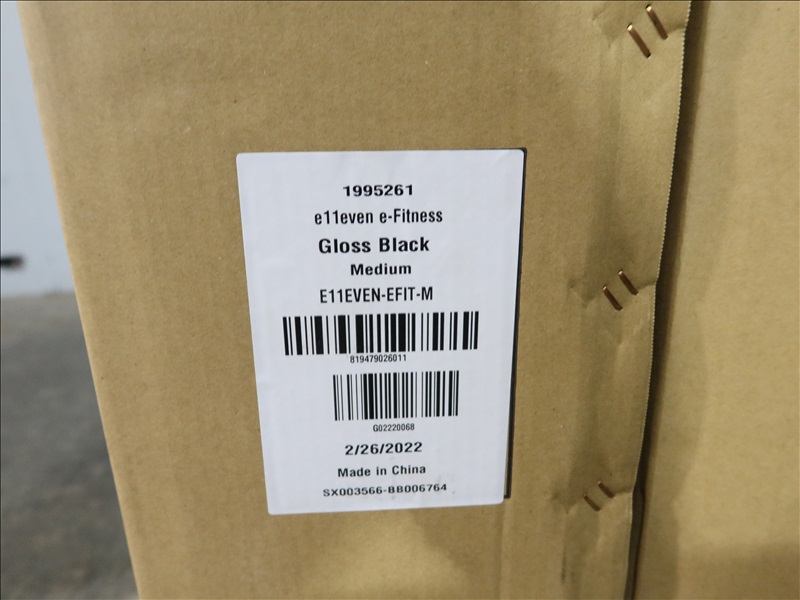 1995261
e11even e-Fitness
Gloss Black
Medium
E11EVEN-EFIT-M
819479026011
G02220068
2/26/2022
Made in China
SX003566-BB006764